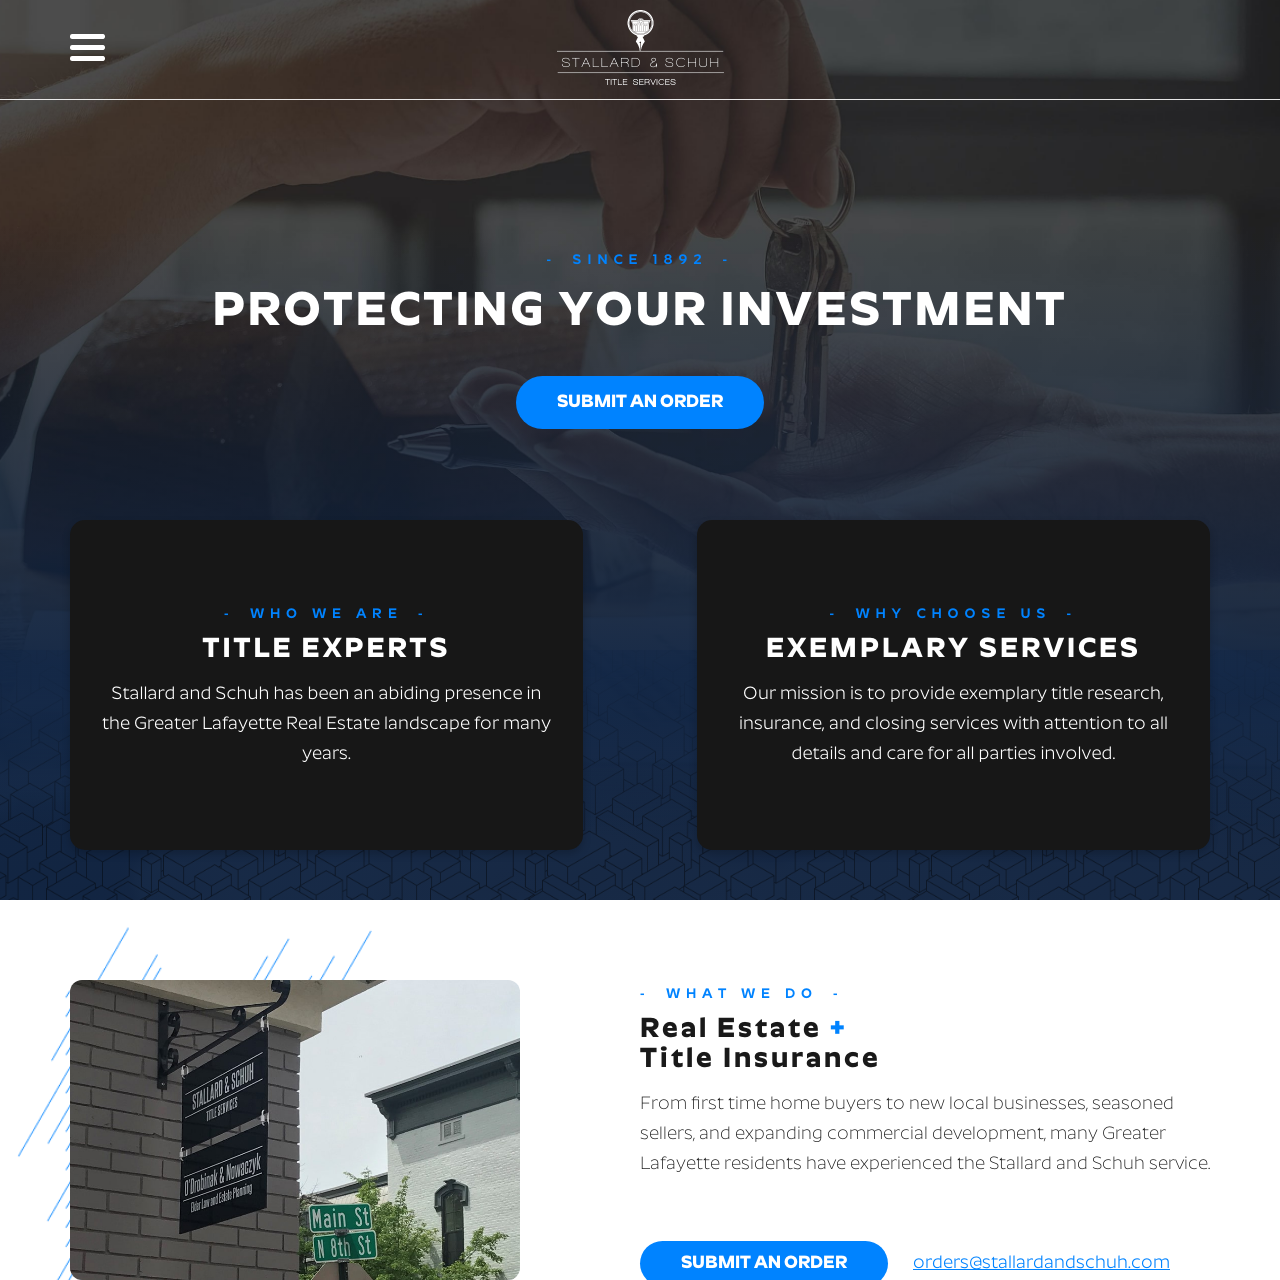 STALLARD & SCHUH
TITLE SERVICES
- SINCE 1892 -
PROTECTING YOUR INVESTMENT
SUBMIT AN ORDER
- WHO WE ARE -
TITLE EXPERTS
Stallard and Schuh has been an abiding presence in
the Greater Lafayette Real Estate landscape for many
years.
- WHY CHOOSE US -
EXEMPLARY SERVICES
Our mission is to provide exemplary title research,
insurance, and closing services with attention to all
details and care for all parties involved.
STALLARD & SCHUH
TITLE SERVICES
O'Drobinak & Nowaczyk
Elder Law and Estate Planning
Main St
N 8th St
- WHAT WE DO -
Real Estate +
Title Insurance
From first time home buyers to new local businesses, seasoned
sellers, and expanding commercial development, many Greater
Lafayette residents have experienced the Stallard and Schuh service.
SUBMIT AN ORDER
orders@stallardandschuh.com